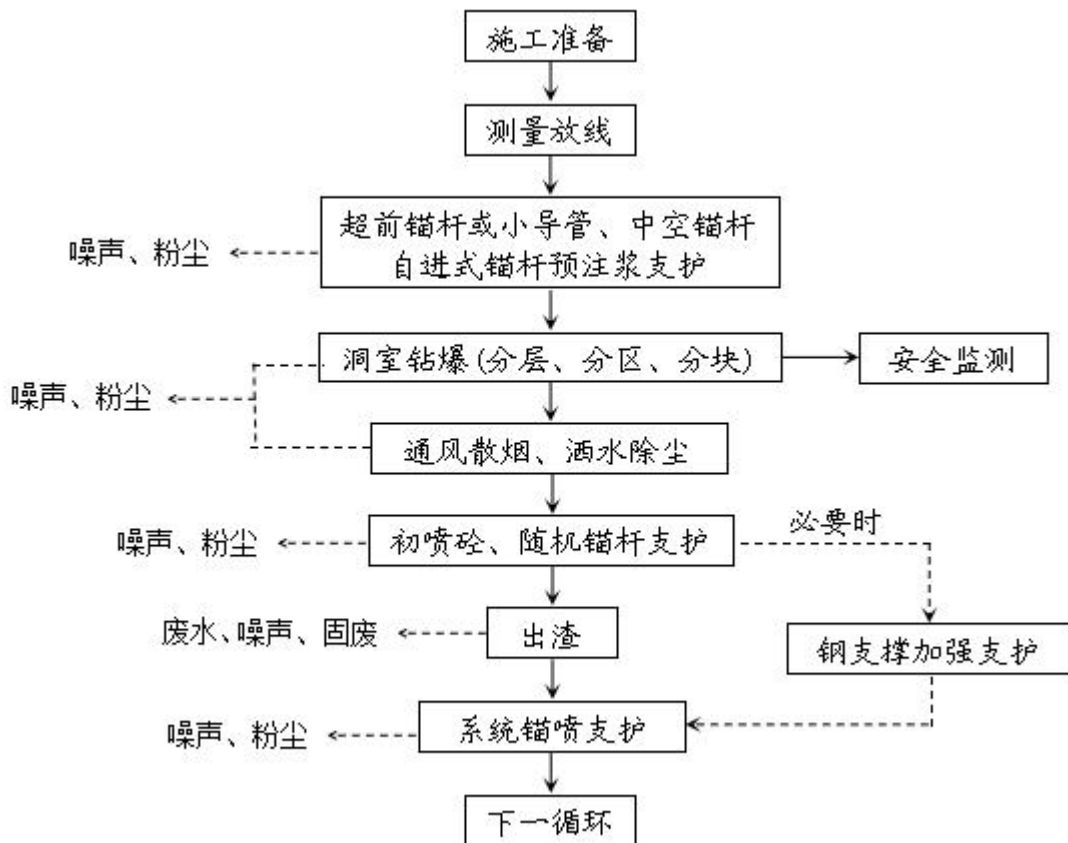 施工准备
测量放线
超前锚杆或小导管、中空锚杆
自进式锚杆预注浆支护
噪声、粉尘
洞室钻爆(分层、分区、分块)
安全监测
噪声、粉尘
通风散烟、洒水除尘
初喷砼、随机锚杆支护
噪声、粉尘
必要时
出渣
废水、噪声、固废
钢支撑加强支护
系统锚喷支护
噪声、粉尘
下一循环